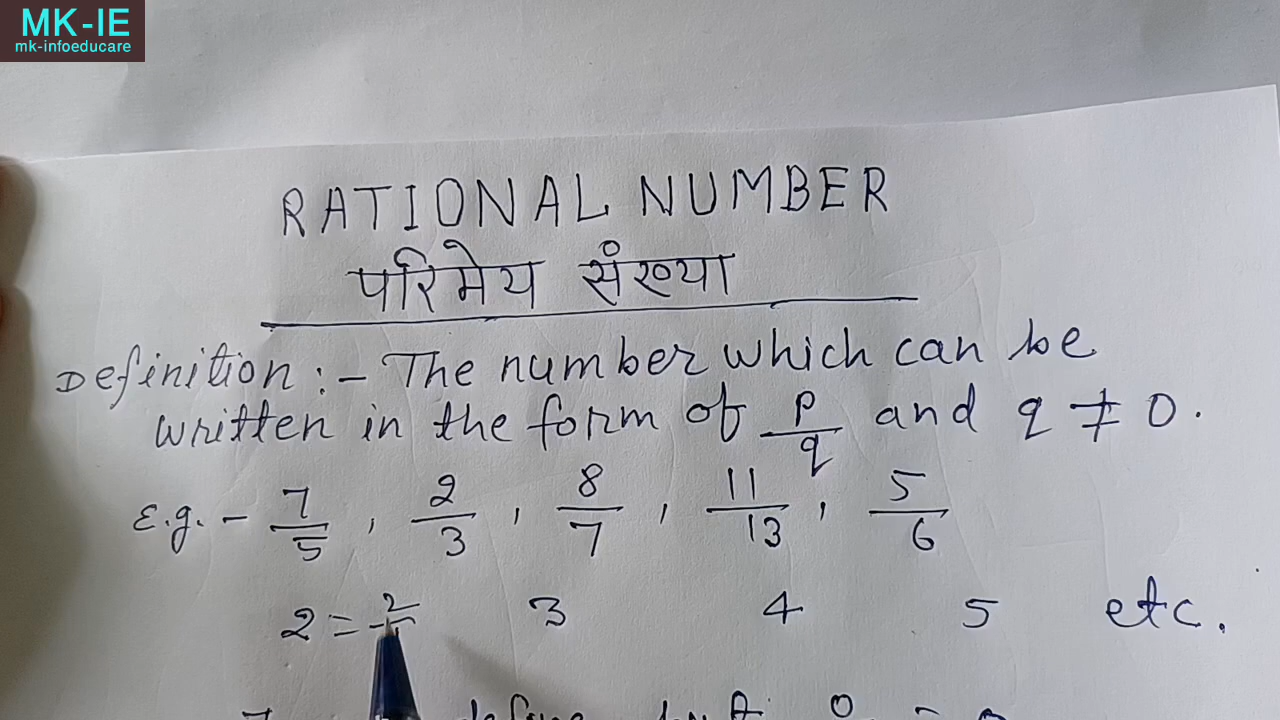 MK-IE
mk-infoeducare
RATIONAL NUMBER
परिमेय संख्या
Definition :- The number which can be
written in the form of p/q and q ≠ 0.
E.g. - 7/5, 2/3, 8/7, 11/13, 5/6
2 = 2/1 3 4 5 etc.